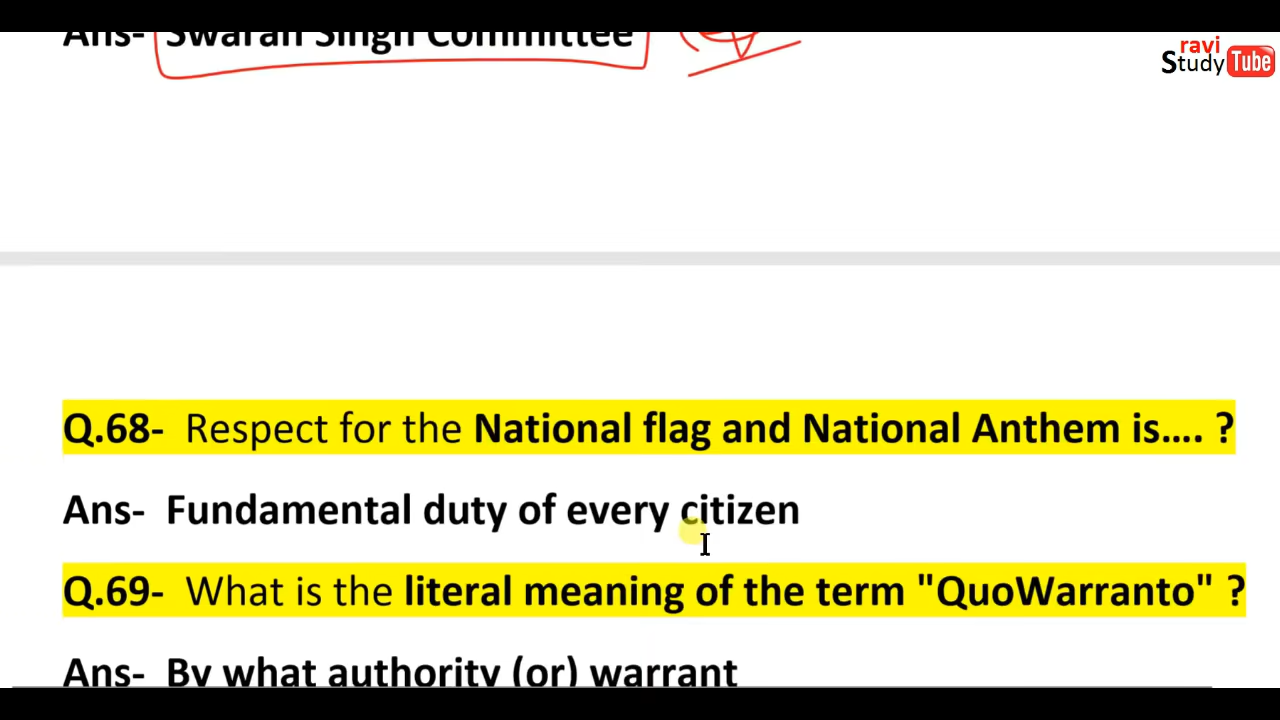 Ans- Swaran Singh Committee
ravi
Study Tube
Q.68- Respect for the National flag and National Anthem is.... ?
Ans- Fundamental duty of every citizen
Q.69- What is the literal meaning of the term "QuoWarranto" ?
Ans- By what authority (or) warrant